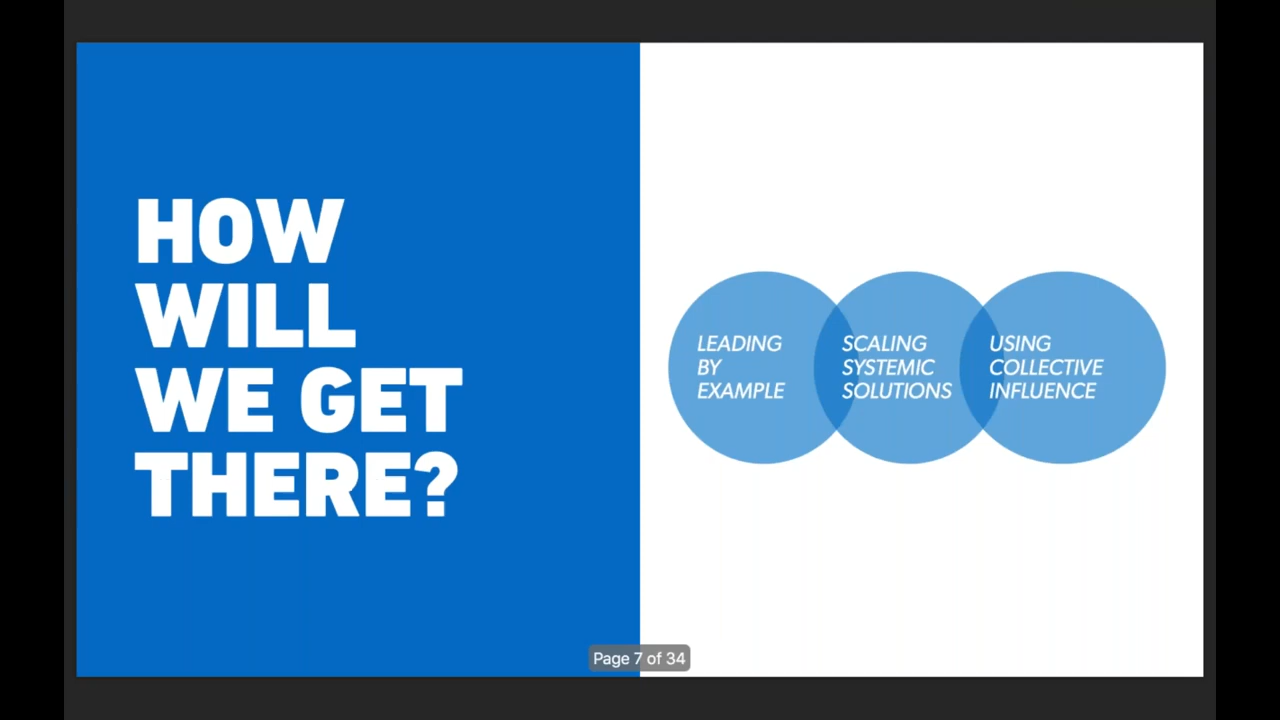 HOW
WILL
WE GET
THERE?
LEADING
BY
EXAMPLE
SCALING
SYSTEMIC
SOLUTIONS
USING
COLLECTIVE
INFLUENCE
Page 7 of 34